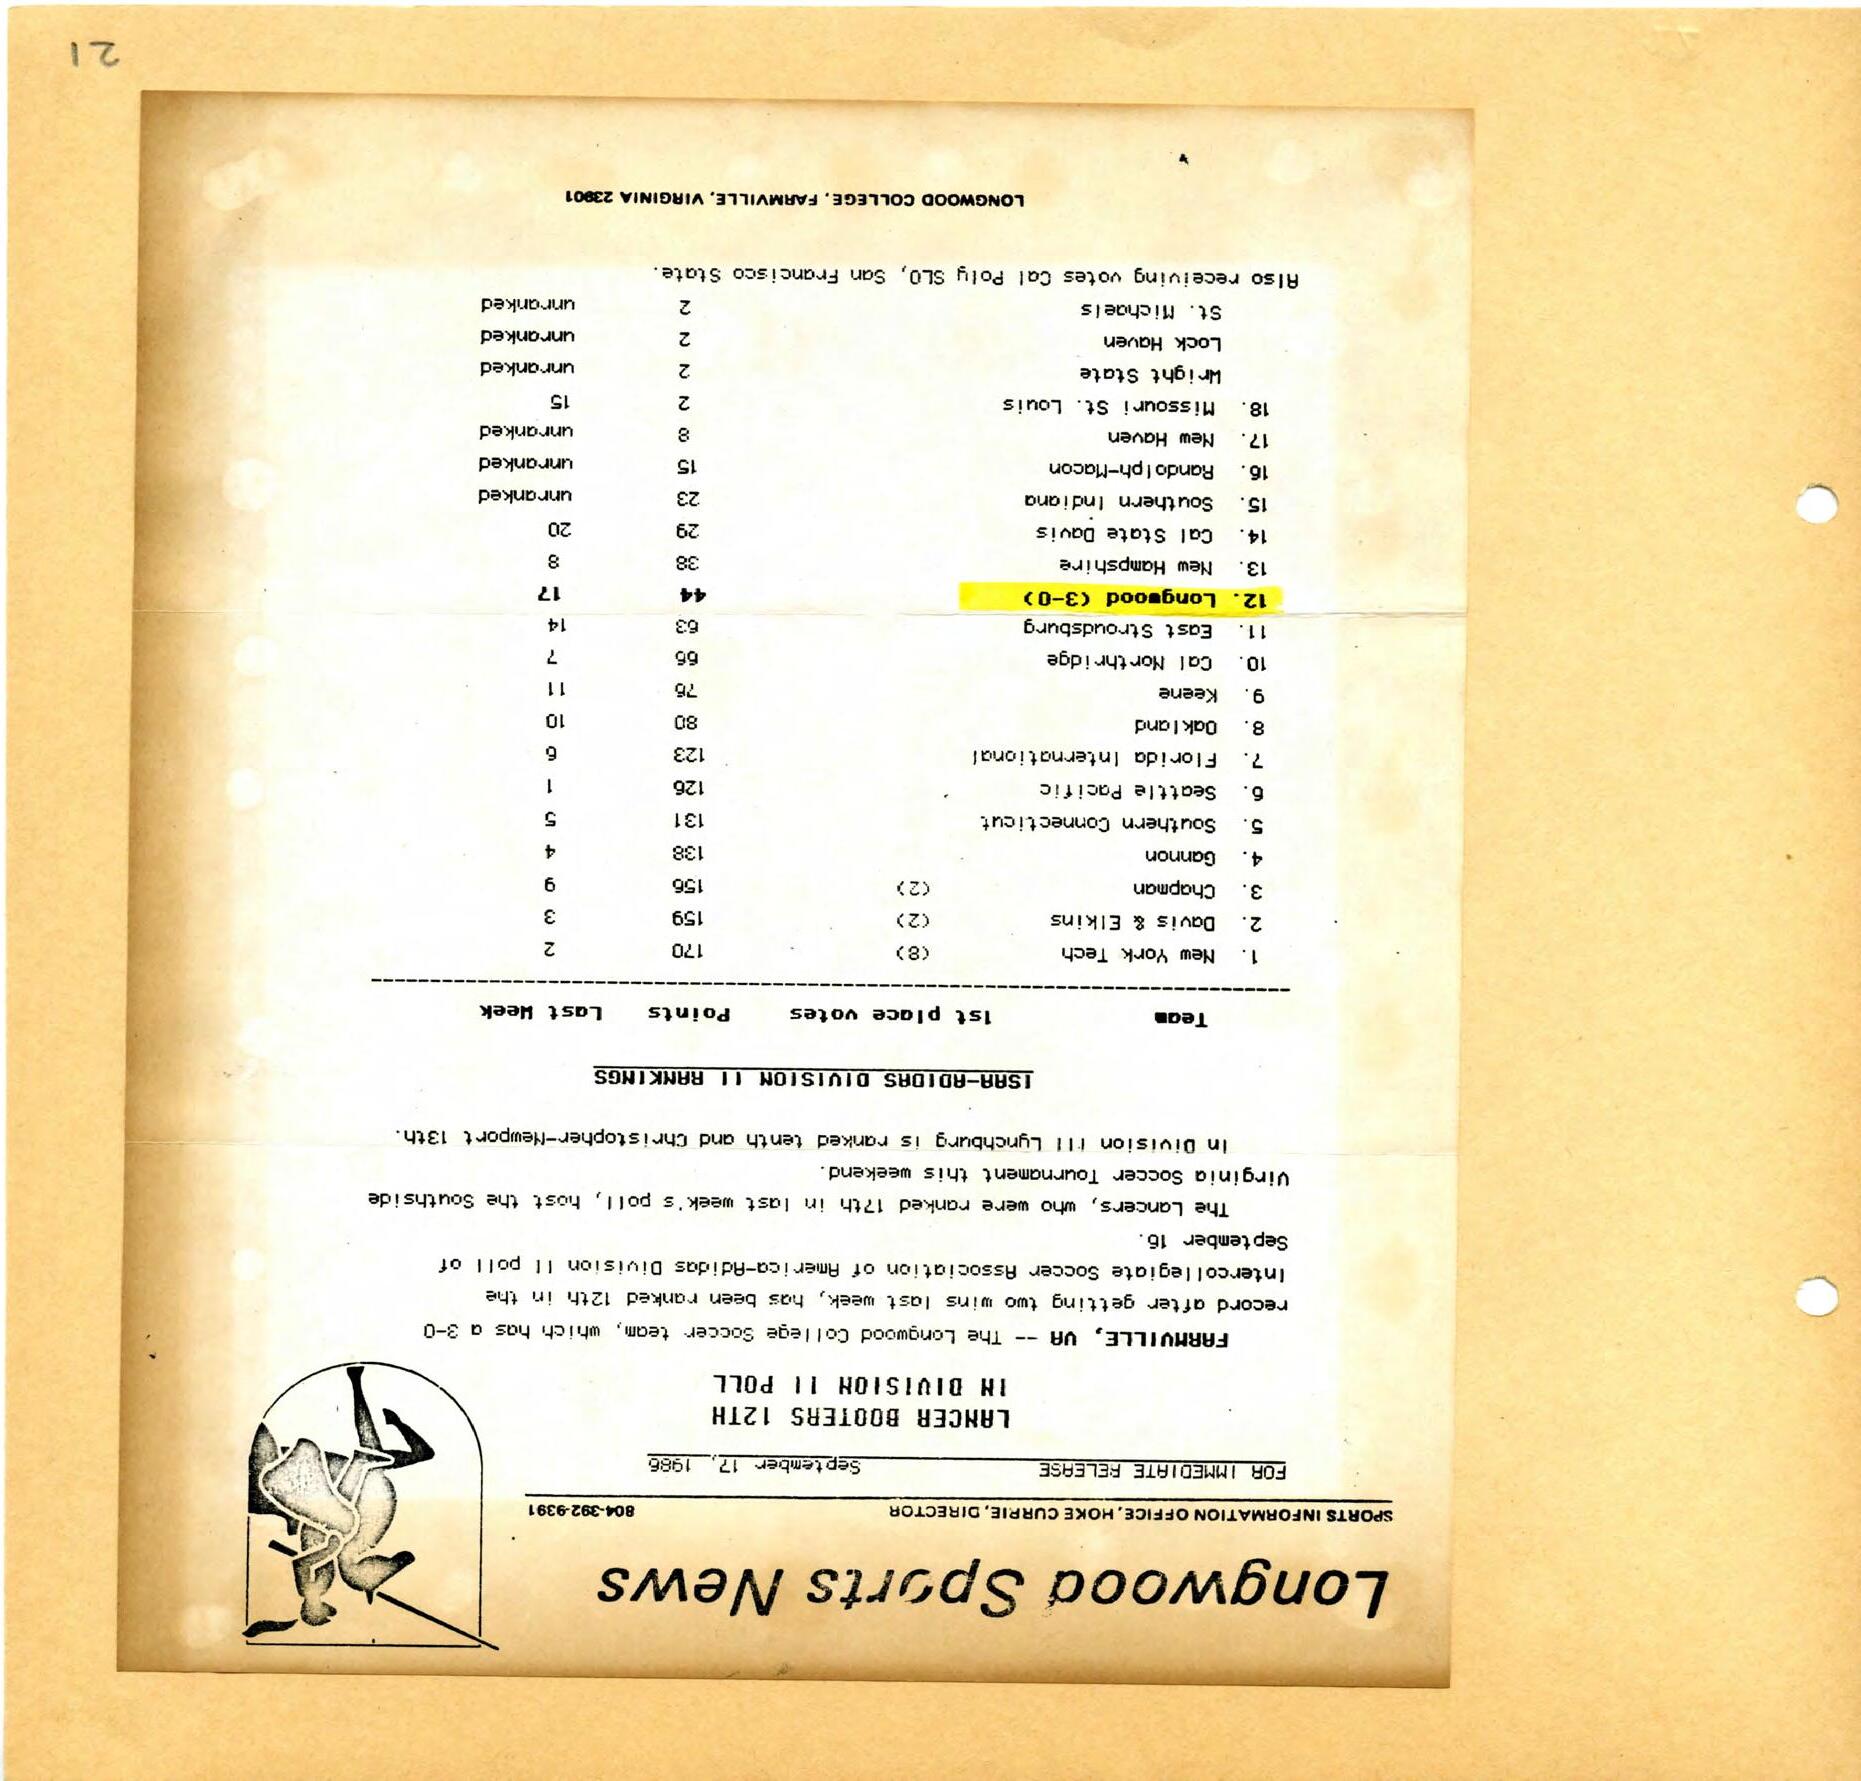 Longwood Sports News
SPORTS INFORMATION OFFICE, HOKE CURRIE, DIRECTOR 804-392-9391
FOR IMMEDIATE RELEASE September 17, 1986
LANCER BOOTERS 12TH
IN DIVISION II POLL
FARMVILLE, VA -- The Longwood College Soccer team, which has a 3-0
record after getting two wins last week, has been ranked 12th in the
Intercollegiate Soccer Association of America-Adidas Division II poll of
September 16.
The Lancers, who were ranked 17th in last week's poll, host the Southside
Virginia Soccer Tournament this weekend.
In Division III Lynchburg is ranked tenth and Christopher-Newport 13th.
ISAA-ADIDAS DIVISION II RANKINGS
Team 1st place votes Points Last Week
1. New York Tech (8) 170 2
2. Davis & Elkins (2) 159 3
3. Chapman (2) 156 9
4. Gannon 138 4
5. Southern Connecticut 131 5
6. Seattle Pacific 126 1
7. Florida International 123 6
8. Oakland 80 10
9. Keene 76 11
10. Cal Northridge 66 7
11. East Stroudsburg 63 14
12. Longwood (3-0) 44 17
13. New Hampshire 38 8
14. Cal State Davis 29 20
15. Southern Indiana 23 unranked
16. Randolph-Macon 15 unranked
17. New Haven 8 unranked
18. Missouri St. Louis 2 15
Wright State 2 unranked
Lock Haven 2 unranked
St. Michaels 2 unranked
Also receiving votes Cal Poly SLO, San Francisco State.
LONGWOOD COLLEGE, FARMVILLE, VIRGINIA 23901
21